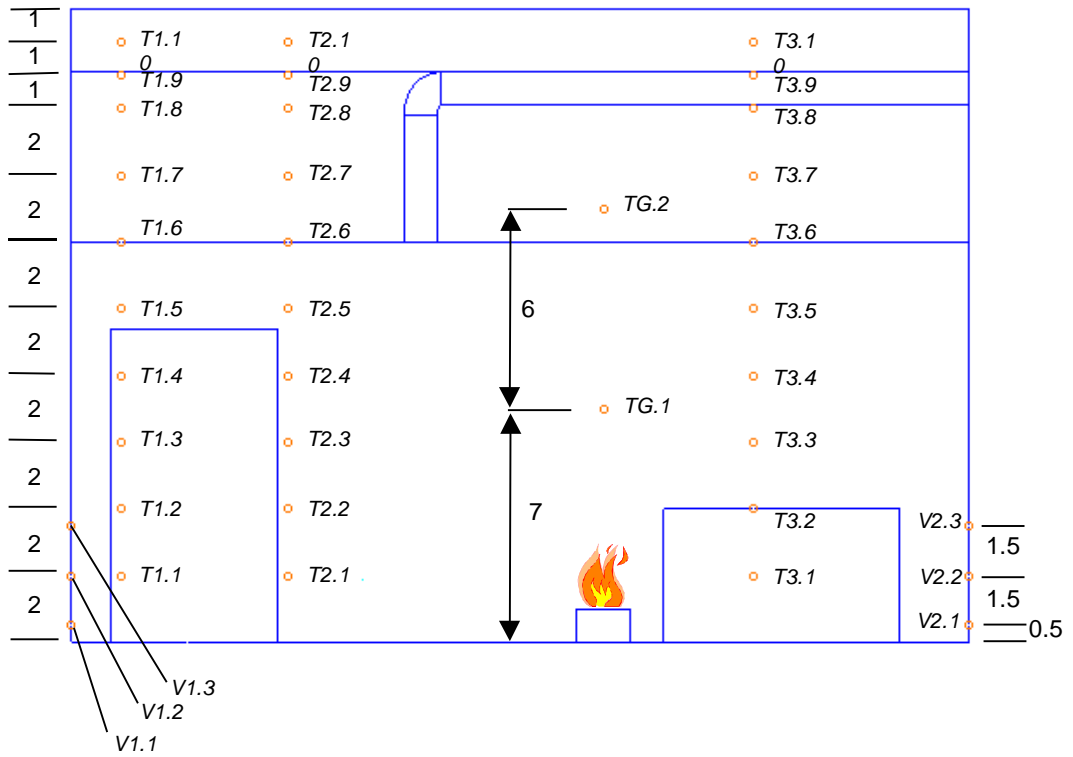 1
T1.1
0
T2.1
0
T3.1
0
1
T1.9
T2.9
T3.9
1
T1.8
T2.8
T3.8
2
T1.7
T2.7
T3.7
2
TG.2
T1.6
T2.6
T3.6
2
T1.5
T2.5
6
T3.5
2
T1.4
T2.4
T3.4
2
TG.1
T1.3
T2.3
T3.3
2
T1.2
T2.2
7
T3.2
V2.3
2
1.5
T1.1
T2.1
T3.1
V2.2
2
1.5
V2.1
0.5
V1.3
V1.2
V1.1